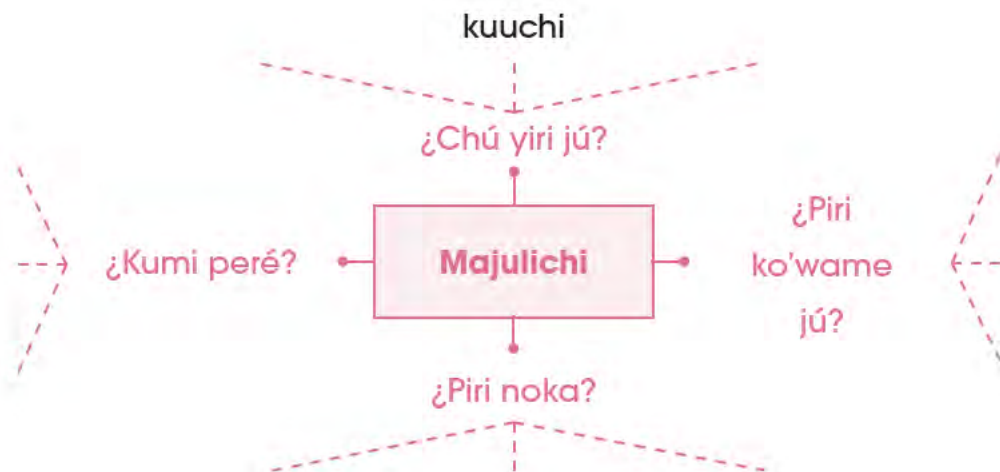 kuuchi
¿Chú yiri jú?
¿Kumi peré?
Majulichi
¿Piri
ko'wame
jú?
¿Piri noka?